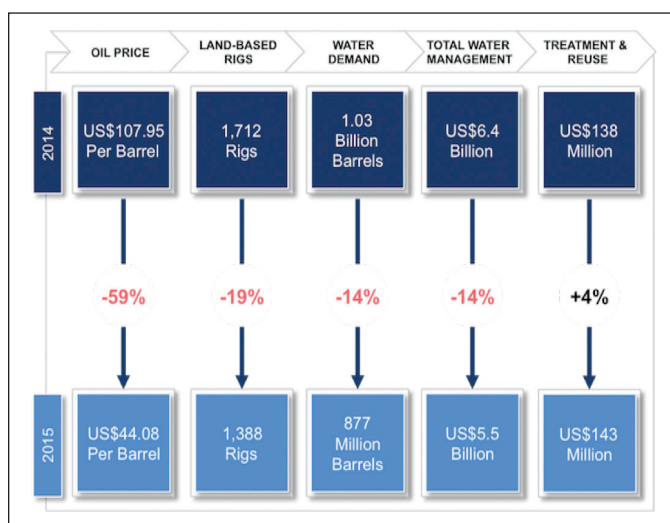 OIL PRICE
LAND-BASED
RIGS
WATER
DEMAND
TOTAL WATER
MANAGEMENT
TREATMENT &
REUSE
2014
US$107.95
Per Barrel
1,712
Rigs
1.03
Billion
Barrels
US$6.4
Billion
US$138
Million
-59%
-19%
-14%
-14%
+4%
2015
US$44.08
Per Barrel
1,388
Rigs
877
Million
Barrels
US$5.5
Billion
US$143
Million